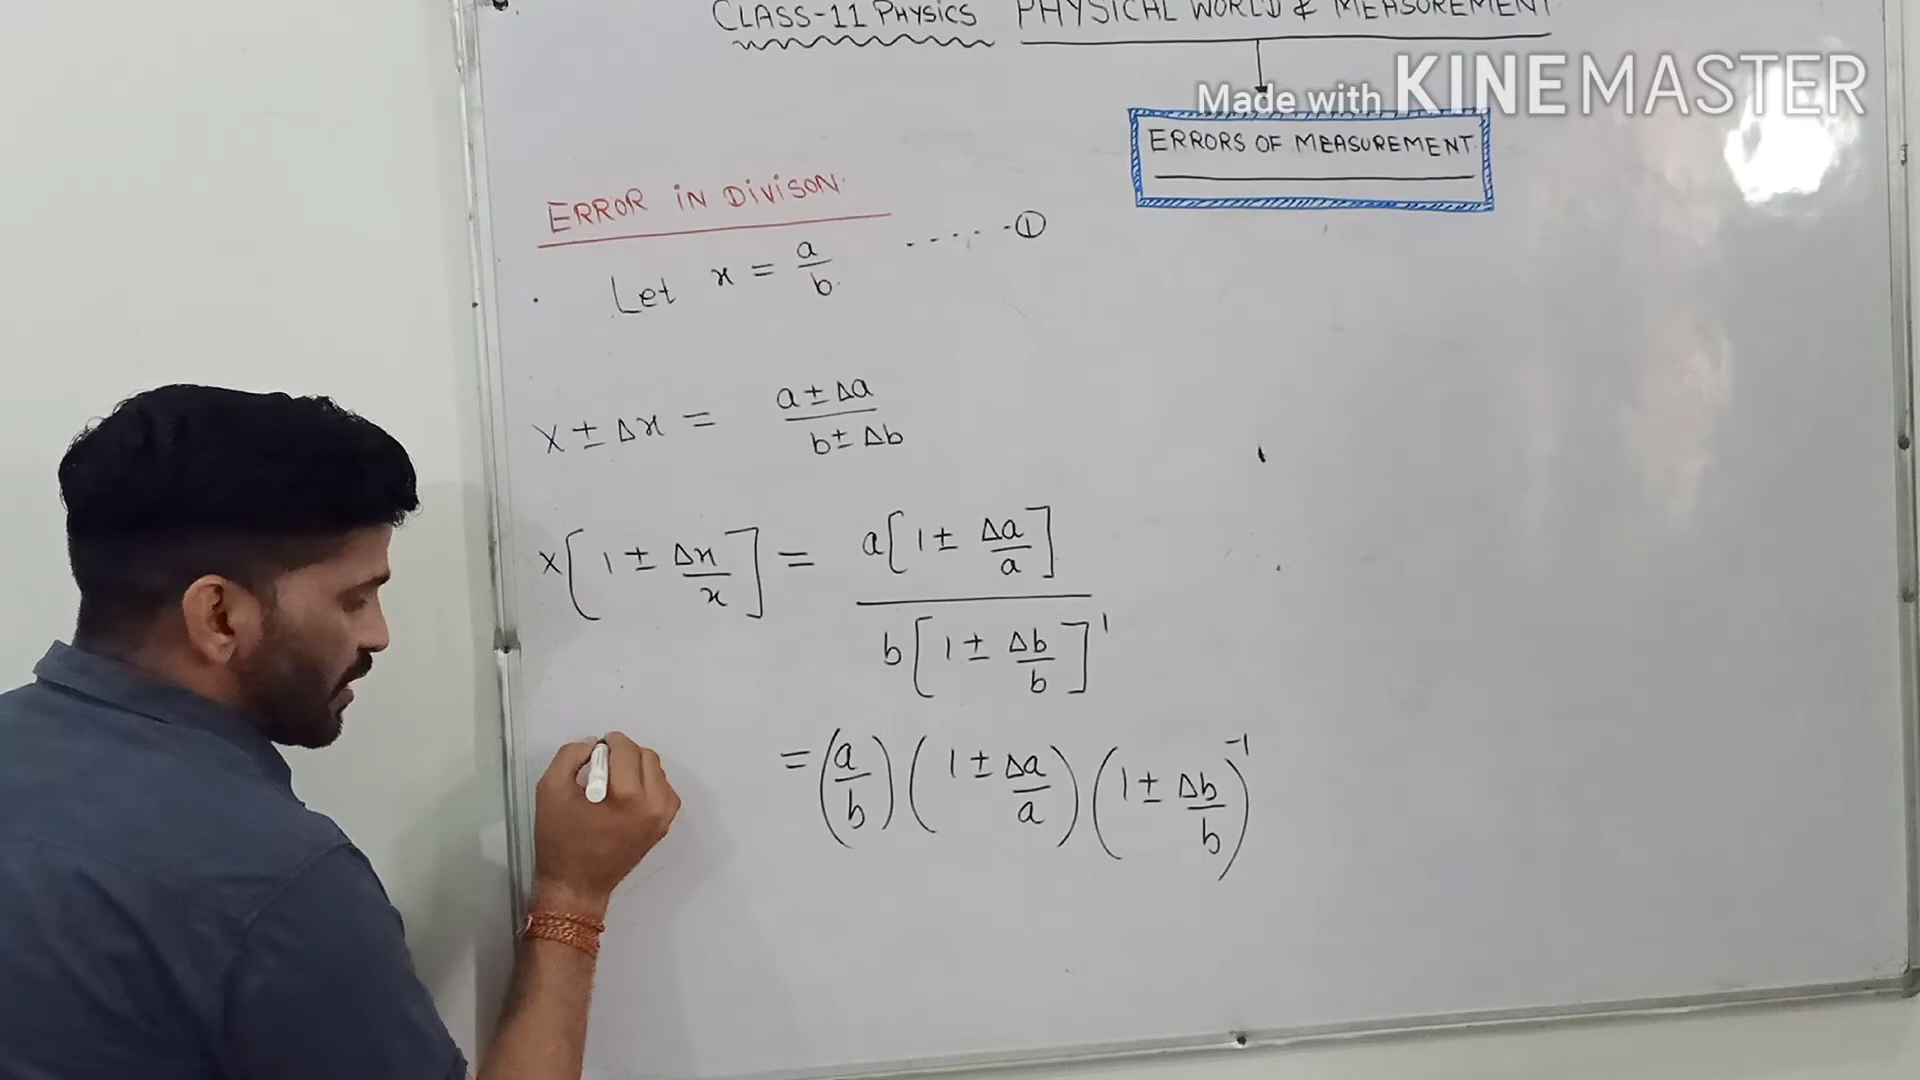 CLASS-11 PHYSICS PHYSICAL WORLD & MEASUREMENT
Made with KINEMASTER
ERRORS OF MEASUREMENT
ERROR IN DIVISON.
Let x = a/b ------①
x ± Δx = (a ± Δa)/(b ± Δb)
x[1 ± Δx/x] = a[1 ± Δa/a] / b[1 ± Δb/b]¹
= (a/b) (1 ± Δa/a) (1 ± Δb/b)⁻¹